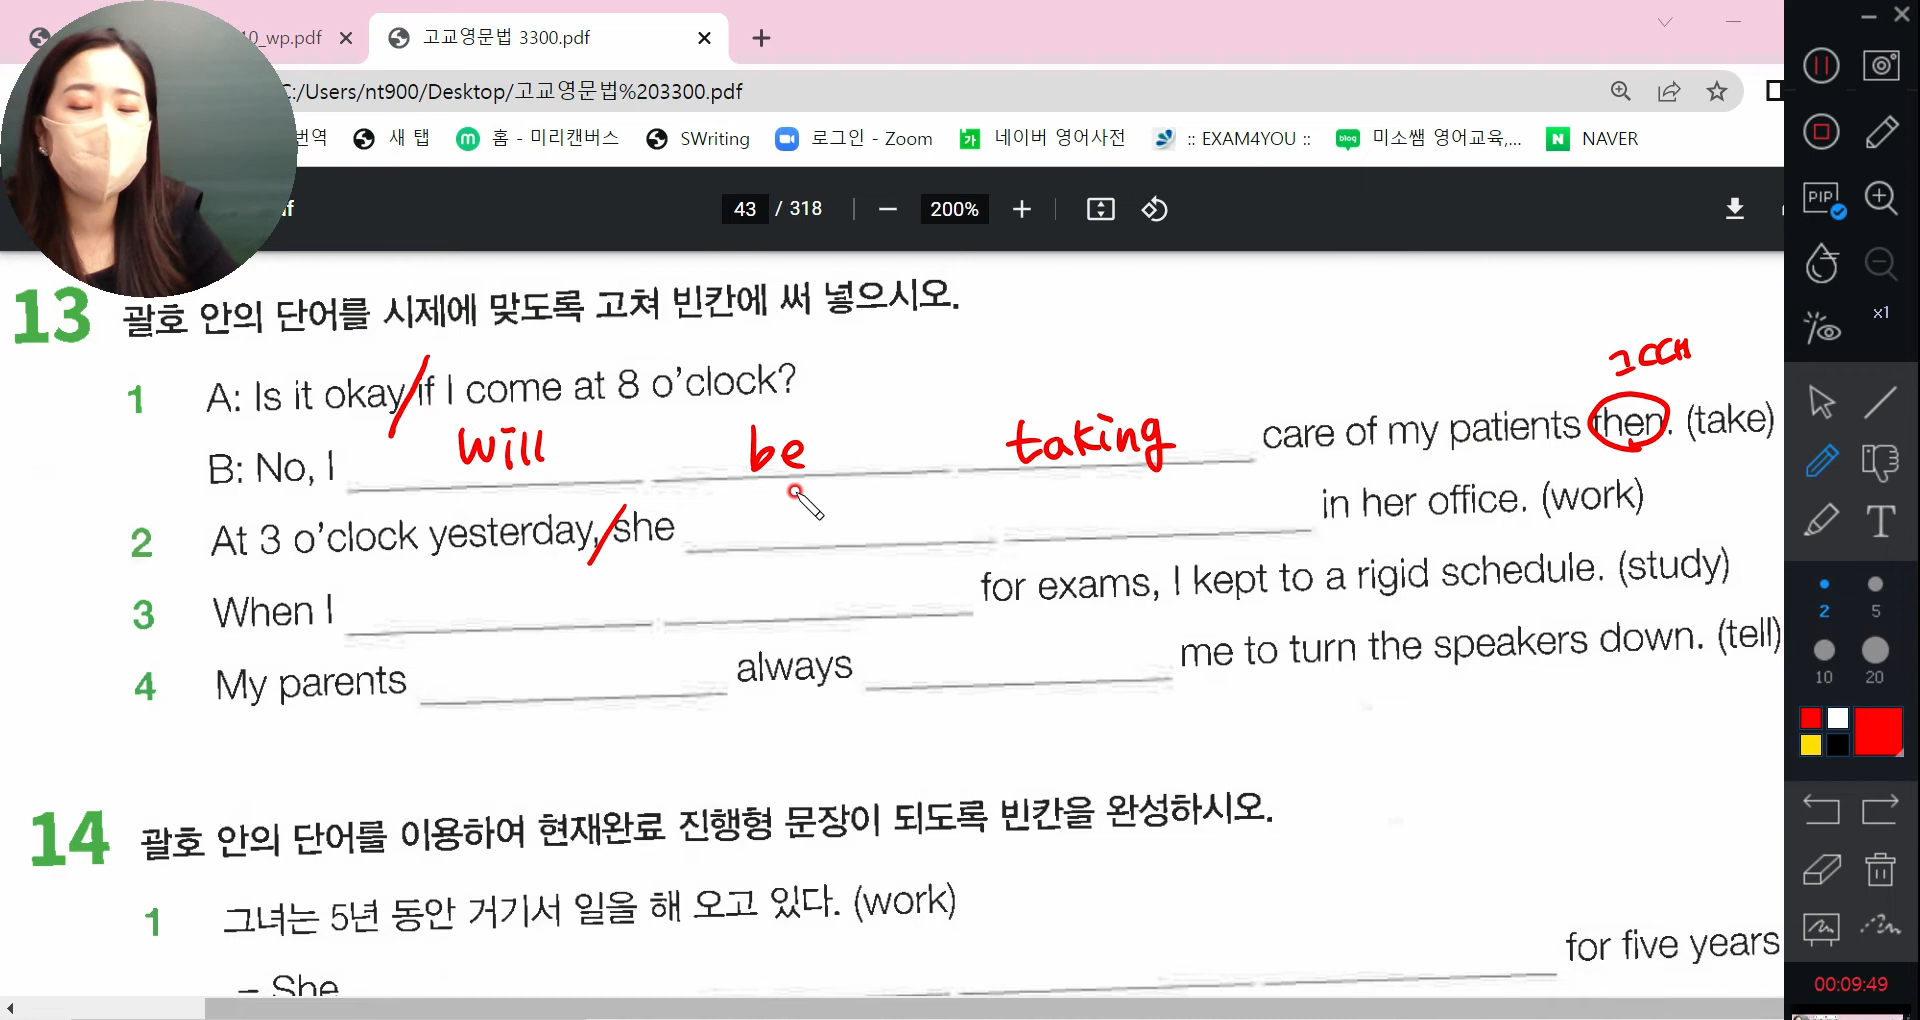 10_wp.pdf
고교영문법 3300.pdf
C:/Users/nt900/Desktop/고교영문법%203300.pdf
번역
새 탭
홈 - 미리캔버스
SWriting
로그인 - Zoom
네이버 영어사전
:: EXAM4YOU ::
미소쌤 영어교육,...
NAVER
43 / 318
200%
13 괄호 안의 단어를 시제에 맞도록 고쳐 빈칸에 써 넣으시오.
1 A: Is it okay if I come at 8 o'clock?
B: No, I will be taking care of my patients then. (take)
2 At 3 o'clock yesterday, she in her office. (work)
3 When I for exams, I kept to a rigid schedule. (study)
4 My parents always me to turn the speakers down. (tell)
14 괄호 안의 단어를 이용하여 현재완료 진행형 문장이 되도록 빈칸을 완성하시오.
1 그녀는 5년 동안 거기서 일을 해 오고 있다. (work)
– She for five years
PIP
x1
T
2 5
10 20
00:09:49